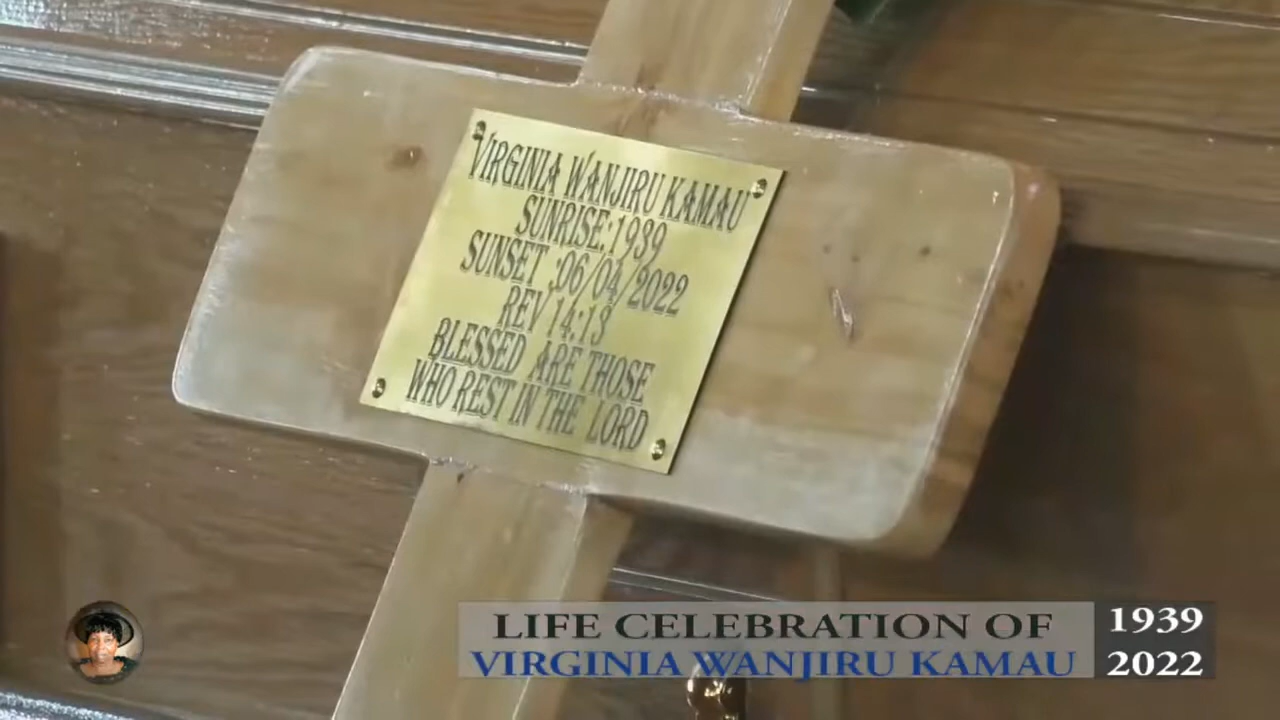 VIRGINIA WANJIRU KAMAU
SUNRISE:1939
SUNSET :06/04/2022
REV 14:13
BLESSED ARE THOSE
WHO REST IN THE LORD
LIFE CELEBRATION OF
VIRGINIA WANJIRU KAMAU
1939
2022